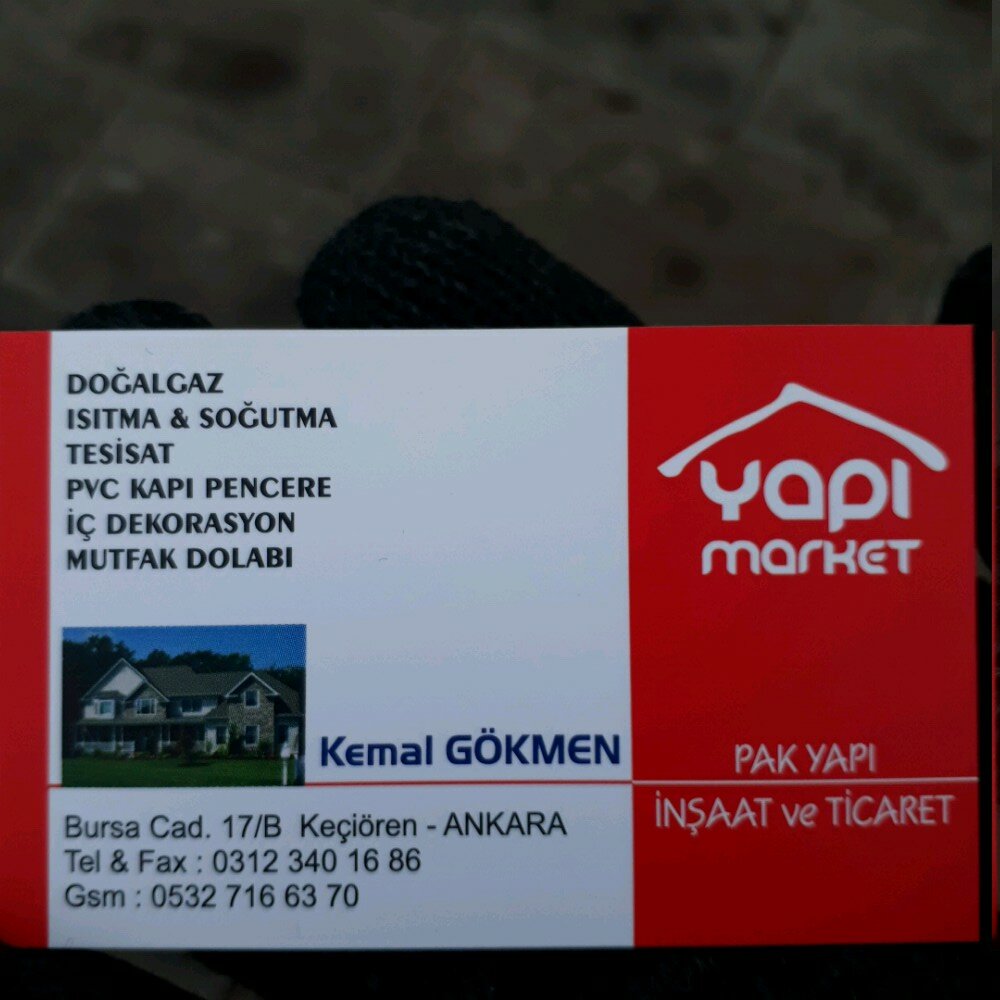 DOĞALGAZ
ISITMA & SOĞUTMA
TESİSAT
PVC KAPI PENCERE
İÇ DEKORASYON
MUTFAK DOLABI
yapı
market
Kemal GÖKMEN
PAK YAPI
İNŞAAT ve TİCARET
Bursa Cad. 17/B Keçiören - ANKARA
Tel & Fax : 0312 340 16 86
Gsm : 0532 716 63 70